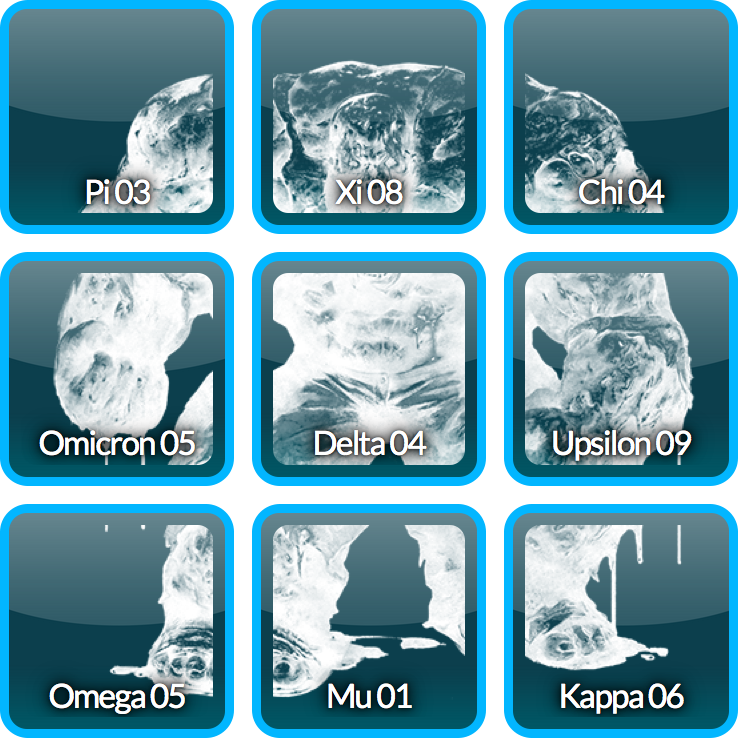 Pi 03
Xi 08
Chi 04
Omicron 05
Delta 04
Upsilon 09
Omega 05
Mu 01
Kappa 06